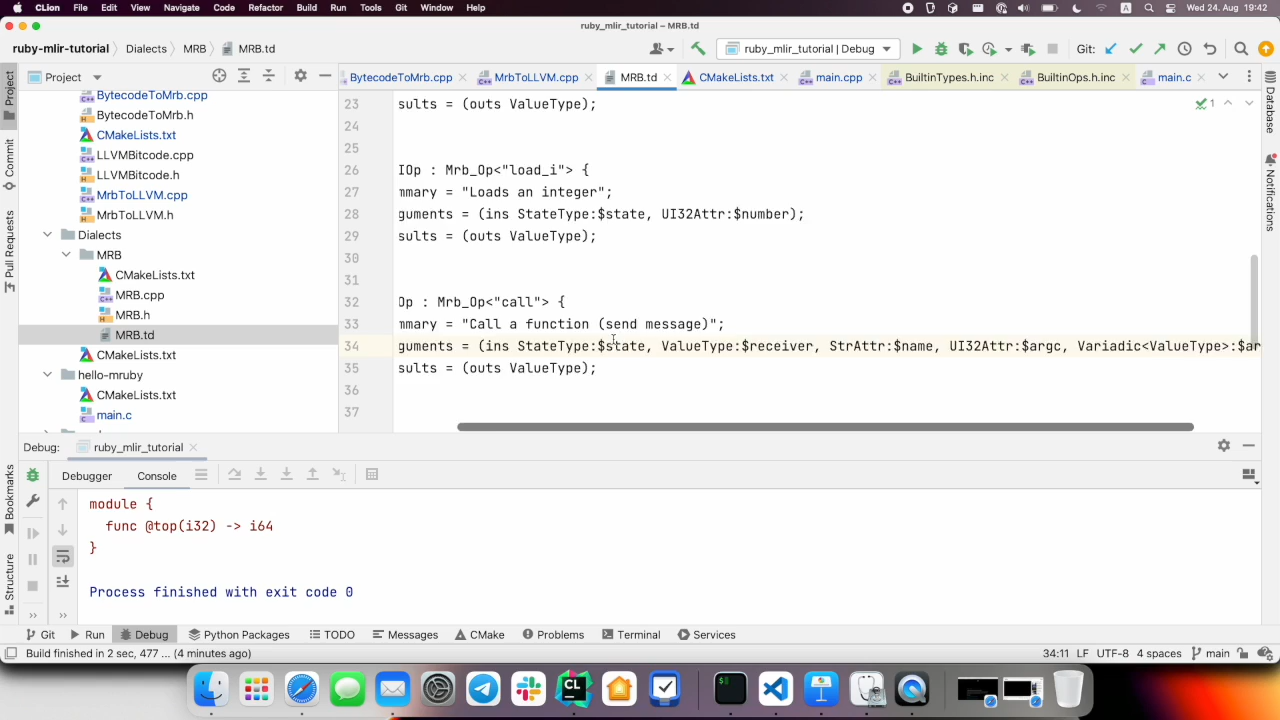 CLion File Edit View Navigate Code Refactor Build Run Tools Git Window Help A Wed 24. Aug 19:42
ruby_mlir_tutorial – MRB.td
ruby-mlir-tutorial Dialects MRB MRB.td ruby_mlir_tutorial | Debug Git:
Project BytecodeToMrb.cpp MrbToLLVM.cpp MRB.td CMakeLists.txt main.cpp BuiltinTypes.h.inc BuiltinOps.h.inc main.c
BytecodeToMrb.cpp
BytecodeToMrb.h
CMakeLists.txt
LLVMBitcode.cpp
LLVMBitcode.h
MrbToLLVM.cpp
MrbToLLVM.h
Dialects
MRB
CMakeLists.txt
MRB.cpp
MRB.h
MRB.td
CMakeLists.txt
hello-mruby
CMakeLists.txt
main.c
Project
Commit
Pull Requests
Bookmarks
Structure
Database
Notifications
1
23 sults = (outs ValueType);
24
25
26 IOp : Mrb_Op<"load_i"> {
27 mmary = "Loads an integer";
28 guments = (ins StateType:$state, UI32Attr:$number);
29 sults = (outs ValueType);
30
31
32 Op : Mrb_Op<"call"> {
33 mmary = "Call a function (send message)";
34 guments = (ins StateType:$state, ValueType:$receiver, StrAttr:$name, UI32Attr:$argc, Variadic<ValueType>:$ar
35 sults = (outs ValueType);
36
37
Debug: ruby_mlir_tutorial
Debugger Console
module {
func @top(i32) -> i64
}
Process finished with exit code 0
Git Run Debug Python Packages TODO Messages CMake Problems Terminal Services
Build finished in 2 sec, 477 ... (4 minutes ago) 34:11 LF UTF-8 4 spaces main